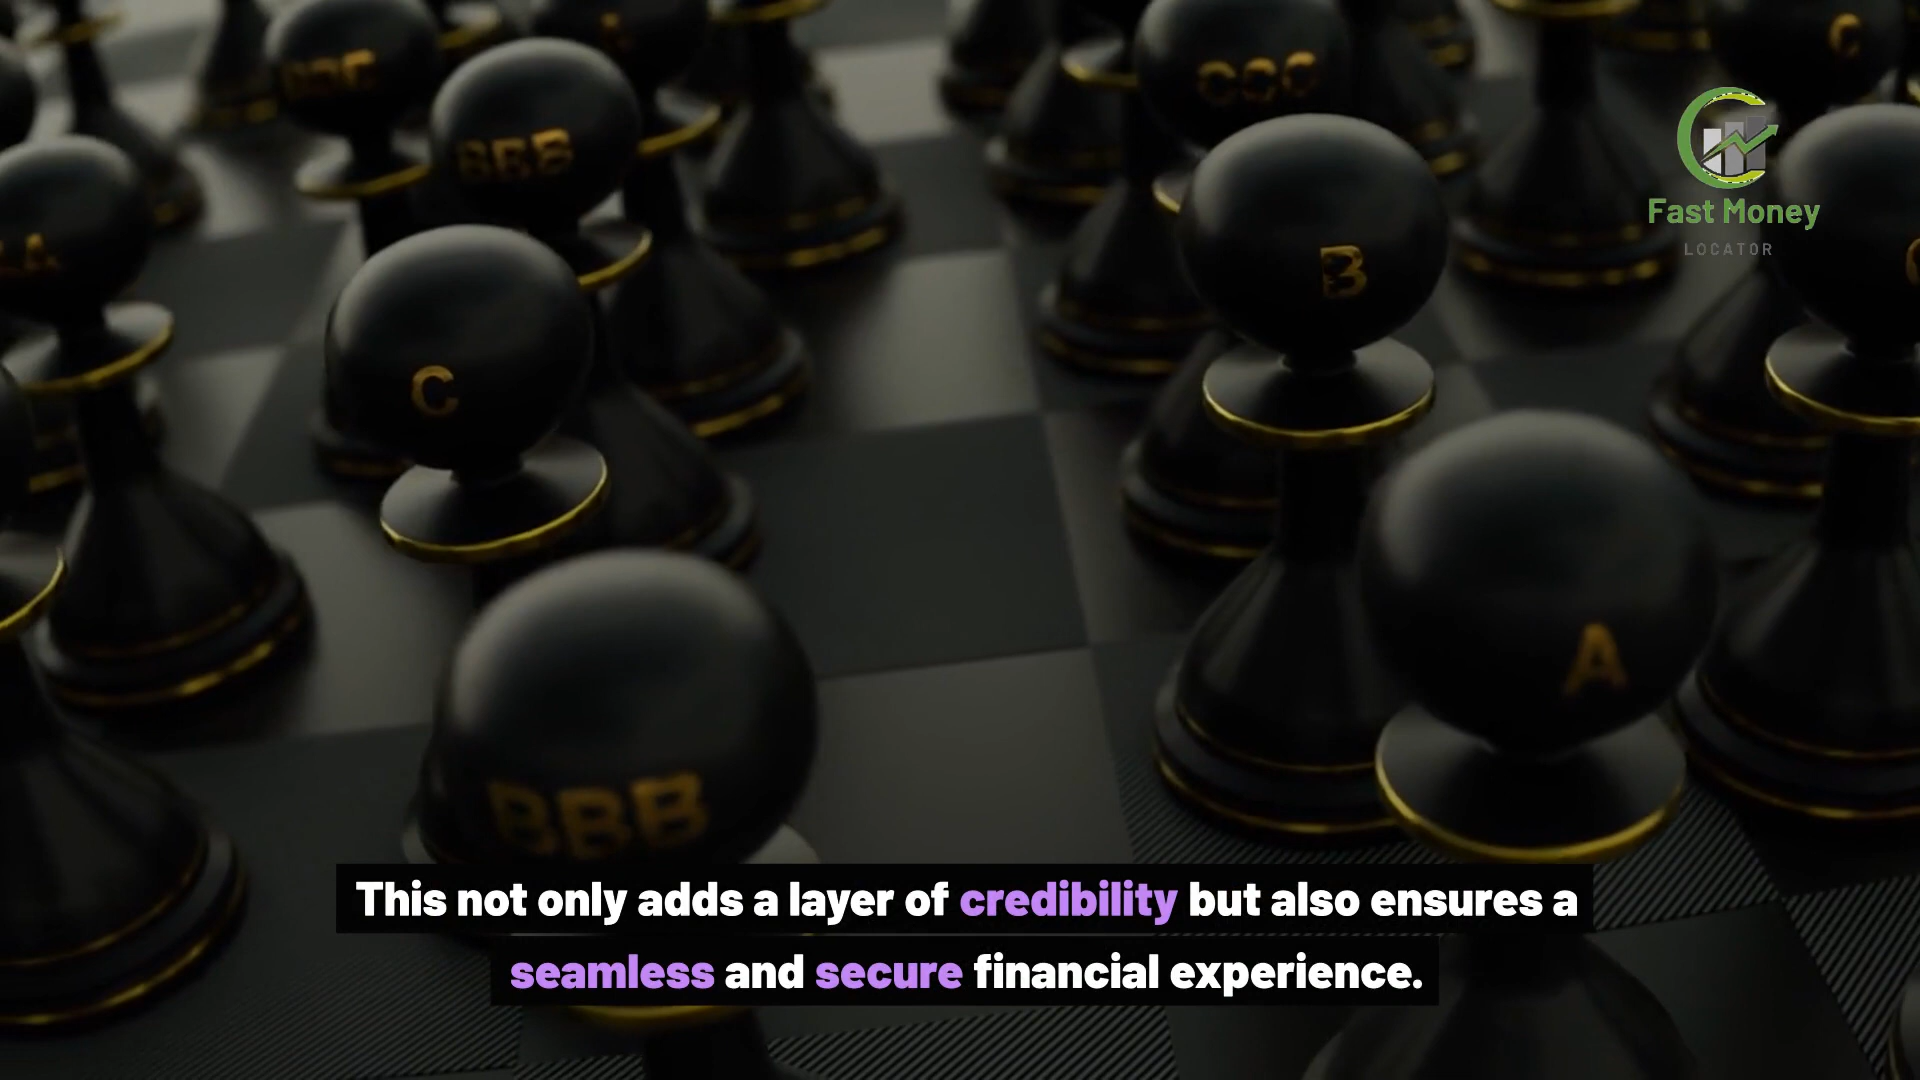 BBB
CCC
C
B
Fast Money
LOCATOR
C
A
BBB
This not only adds a layer of credibility but also ensures a
seamless and secure financial experience.